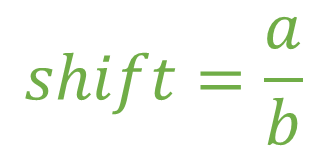 shift = a/b